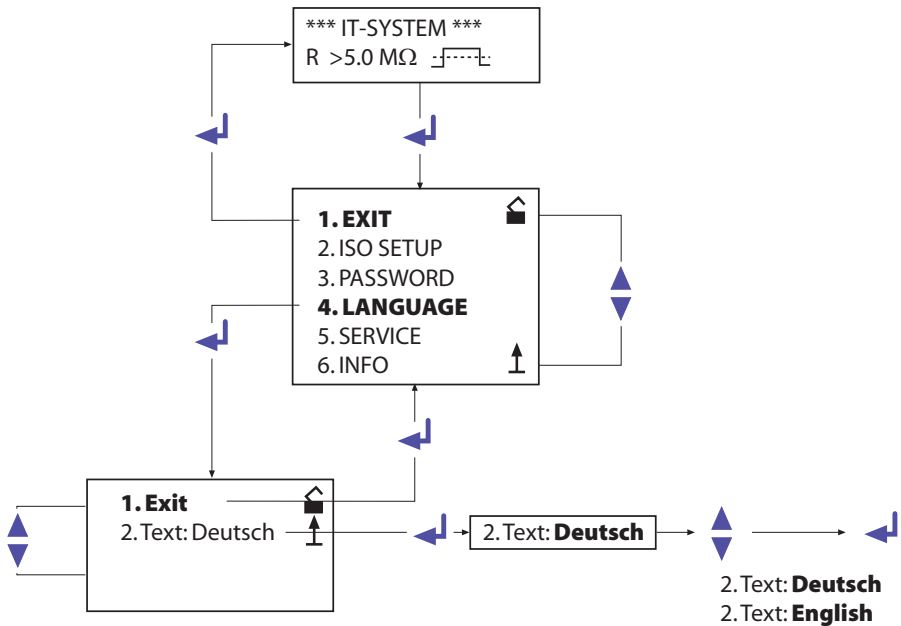 *** IT-SYSTEM ***
R >5.0 MΩ
1. EXIT
2. ISO SETUP
3. PASSWORD
4. LANGUAGE
5. SERVICE
6. INFO
1. Exit
2. Text: Deutsch
2. Text: Deutsch
2. Text: Deutsch
2. Text: English